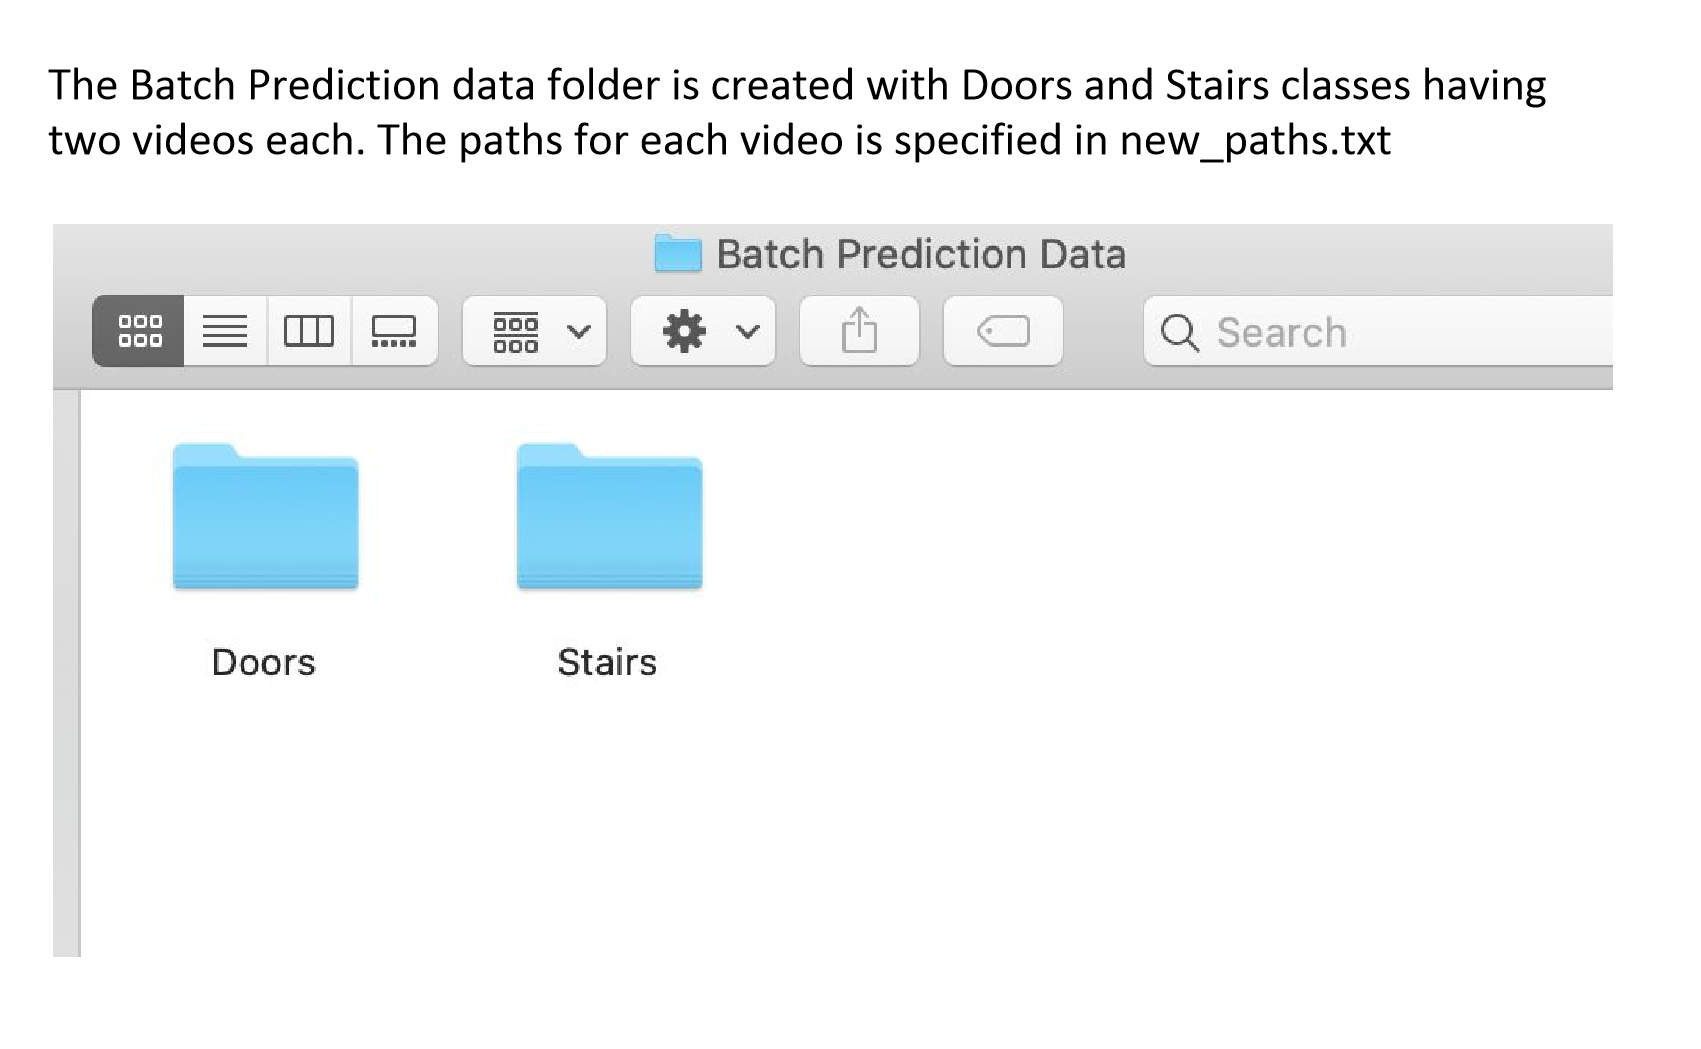 The Batch Prediction data folder is created with Doors and Stairs classes having
two videos each. The paths for each video is specified in new_paths.txt
Batch Prediction Data
Search
Doors
Stairs